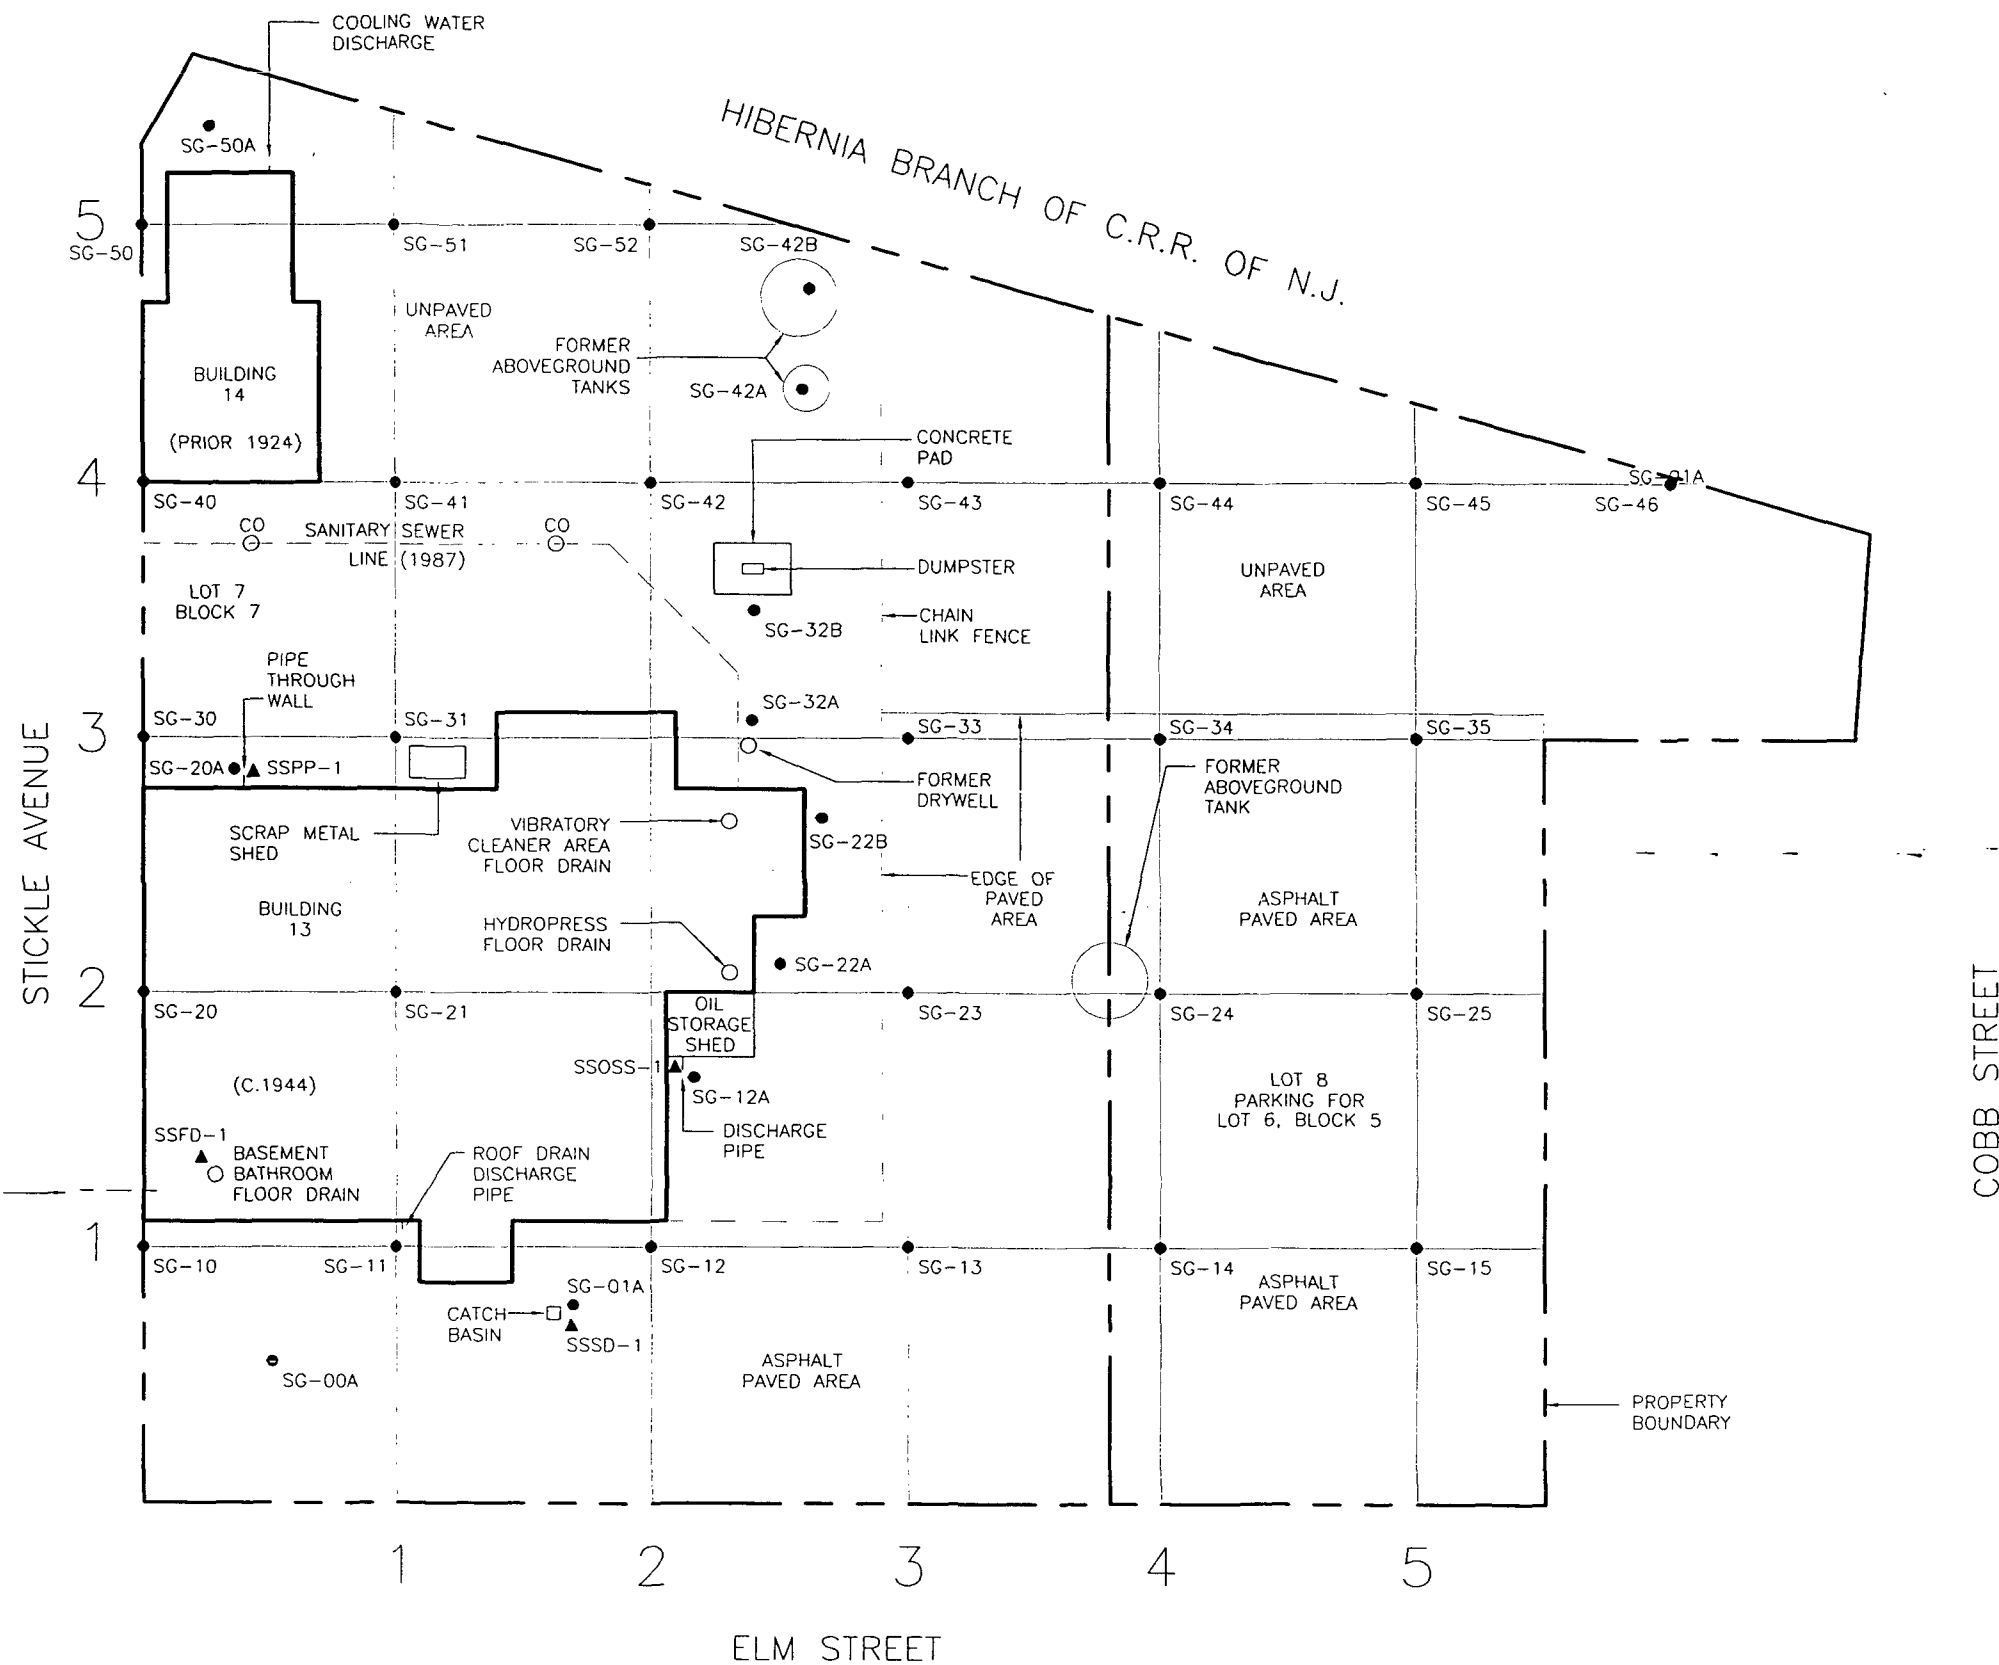 COOLING WATER
DISCHARGE
HIBERNIA BRANCH OF C.R.R. OF N.J.
SG-50A
5
SG-50
SG-51
SG-52
SG-42B
UNPAVED
AREA
FORMER
ABOVEGROUND
TANKS
SG-42A
BUILDING
14
(PRIOR 1924)
CONCRETE
PAD
4
SG-40
SG-41
SG-42
SG-43
SG-44
SG-45
SG-01A
SG-46
CO
SANITARY SEWER
LINE (1987)
CO
DUMPSTER
UNPAVED
AREA
LOT 7
BLOCK 7
SG-32B
CHAIN
LINK FENCE
PIPE
THROUGH
WALL
SG-32A
3
SG-30
SG-31
SG-33
SG-34
SG-35
SG-20A
SSPP-1
FORMER
DRYWELL
FORMER
ABOVEGROUND
TANK
SCRAP METAL
SHED
VIBRATORY
CLEANER AREA
FLOOR DRAIN
SG-22B
EDGE OF
PAVED
AREA
ASPHALT
PAVED AREA
BUILDING
13
HYDROPRESS
FLOOR DRAIN
SG-22A
STICKLE AVENUE
2
SG-20
SG-21
OIL
STORAGE
SHED
SG-23
SG-24
SG-25
COBB STREET
SSOSS-1
SG-12A
(C.1944)
LOT 8
PARKING FOR
LOT 6, BLOCK 5
DISCHARGE
PIPE
SSFD-1
BASEMENT
BATHROOM
FLOOR DRAIN
ROOF DRAIN
DISCHARGE
PIPE
1
SG-10
SG-11
SG-12
SG-13
SG-14
SG-15
SG-01A
CATCH
BASIN
SSSD-1
ASPHALT
PAVED AREA
SG-00A
ASPHALT
PAVED AREA
PROPERTY
BOUNDARY
1
2
3
4
5
ELM STREET